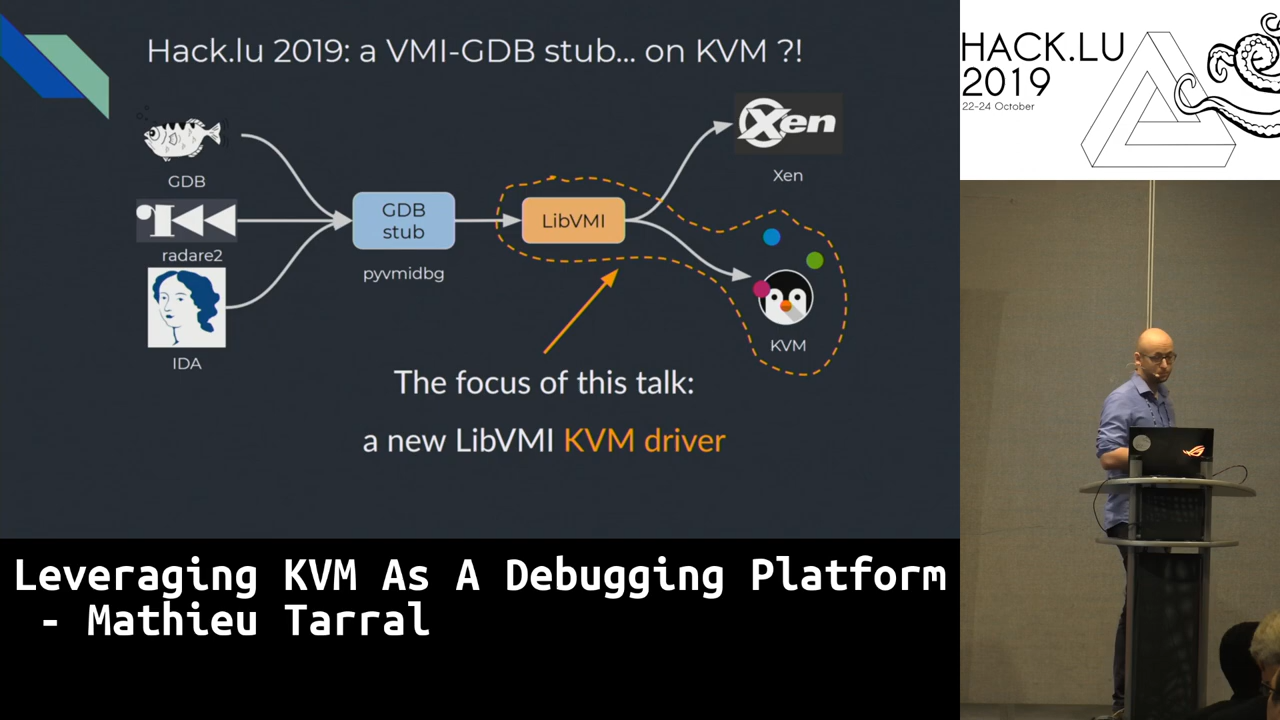 Hack.lu 2019: a VMI-GDB stub... on KVM ?!
GDB
radare2
IDA
GDB
stub
pyvmidbg
LibVMI
Xen
Xen
KVM
The focus of this talk:
a new LibVMI KVM driver
HACK.LU
2019
22-24 October
Leveraging KVM As A Debugging Platform
- Mathieu Tarral